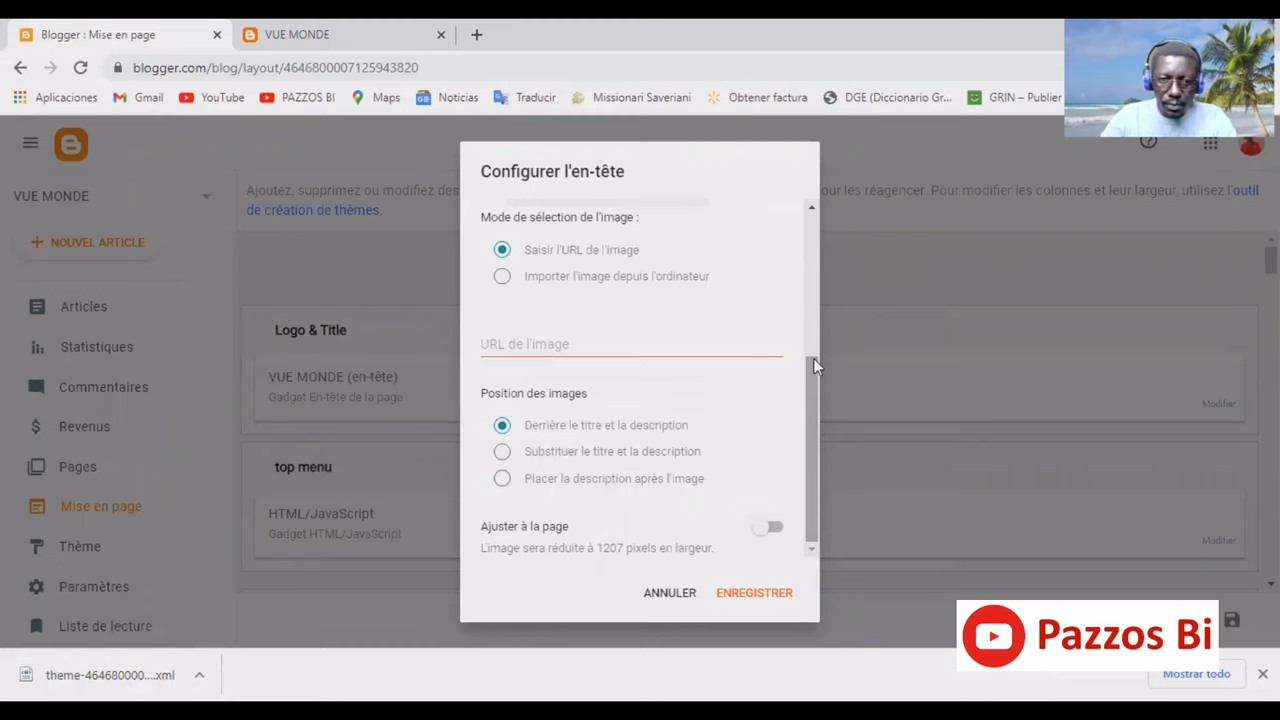 Blogger : Mise en page
VUE MONDE
blogger.com/blog/layout/4646800007125943820
Aplicaciones
Gmail
YouTube
PAZZOS BI
Maps
Noticias
Traducir
Missionari Saveriani
Obtener factura
DGE (Diccionario Gr...
GRIN – Publier
VUE MONDE
NOUVEL ARTICLE
Articles
Statistiques
Commentaires
Revenus
Pages
Mise en page
Thème
Paramètres
Liste de lecture
Ajoutez, supprimez ou modifiez des
our les réagencer. Pour modifier les colonnes et leur largeur, utilisez l'outil
de création de thèmes.
Logo & Title
VUE MONDE (en-tête)
Gadget En-tête de la page
Modifier
top menu
HTML/JavaScript
Gadget HTML/JavaScript
Modifier
Configurer l'en-tête
Mode de sélection de l'image :
Saisir l'URL de l'image
Importer l'image depuis l'ordinateur
URL de l'image
Position des images
Derrière le titre et la description
Substituer le titre et la description
Placer la description après l'image
Ajuster à la page
L'image sera réduite à 1207 pixels en largeur.
ANNULER
ENREGISTRER
Pazzos Bi
theme-464680000....xml
Mostrar todo